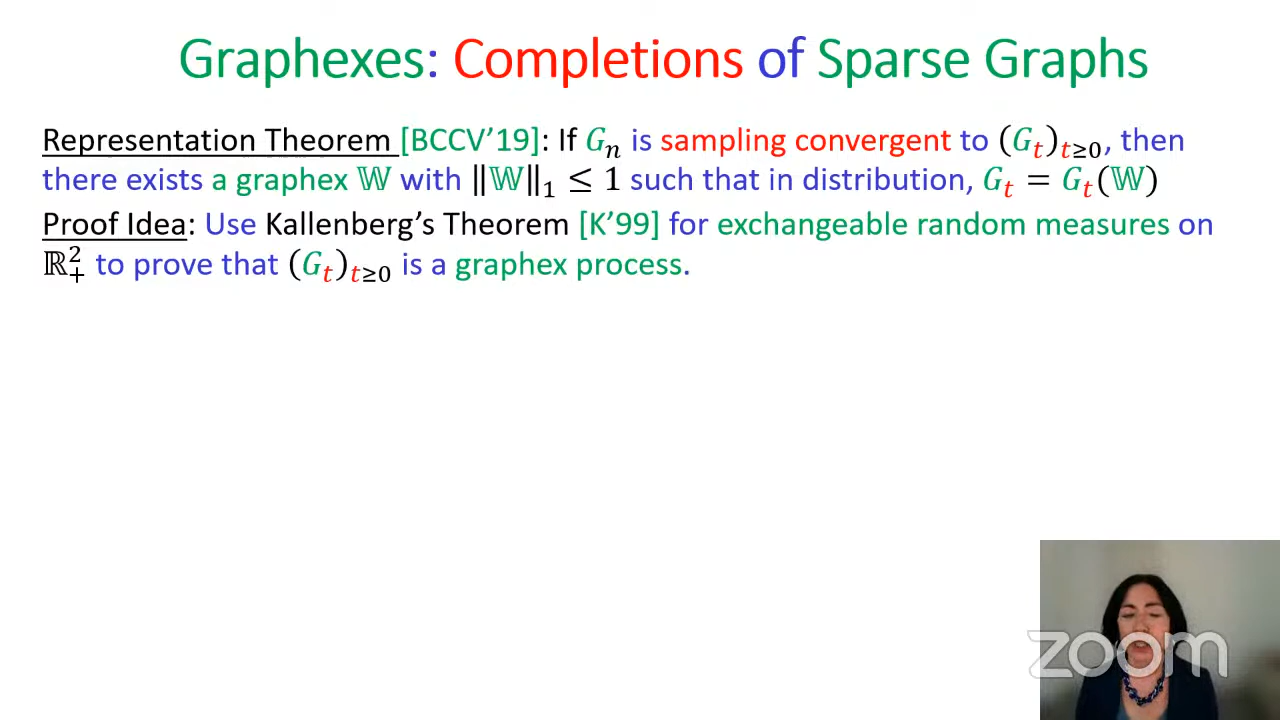 Graphexes: Completions of Sparse Graphs
Representation Theorem [BCCV’19]: If 𝐺ₙ is sampling convergent to (𝐺ₜ)ₜ≥₀, then
there exists a graphex 𝕎 with ‖𝕎‖₁ ≤ 1 such that in distribution, 𝐺ₜ = 𝐺ₜ(𝕎)
Proof Idea: Use Kallenberg’s Theorem [K’99] for exchangeable random measures on
ℝ₊² to prove that (𝐺ₜ)ₜ≥₀ is a graphex process.
zoom